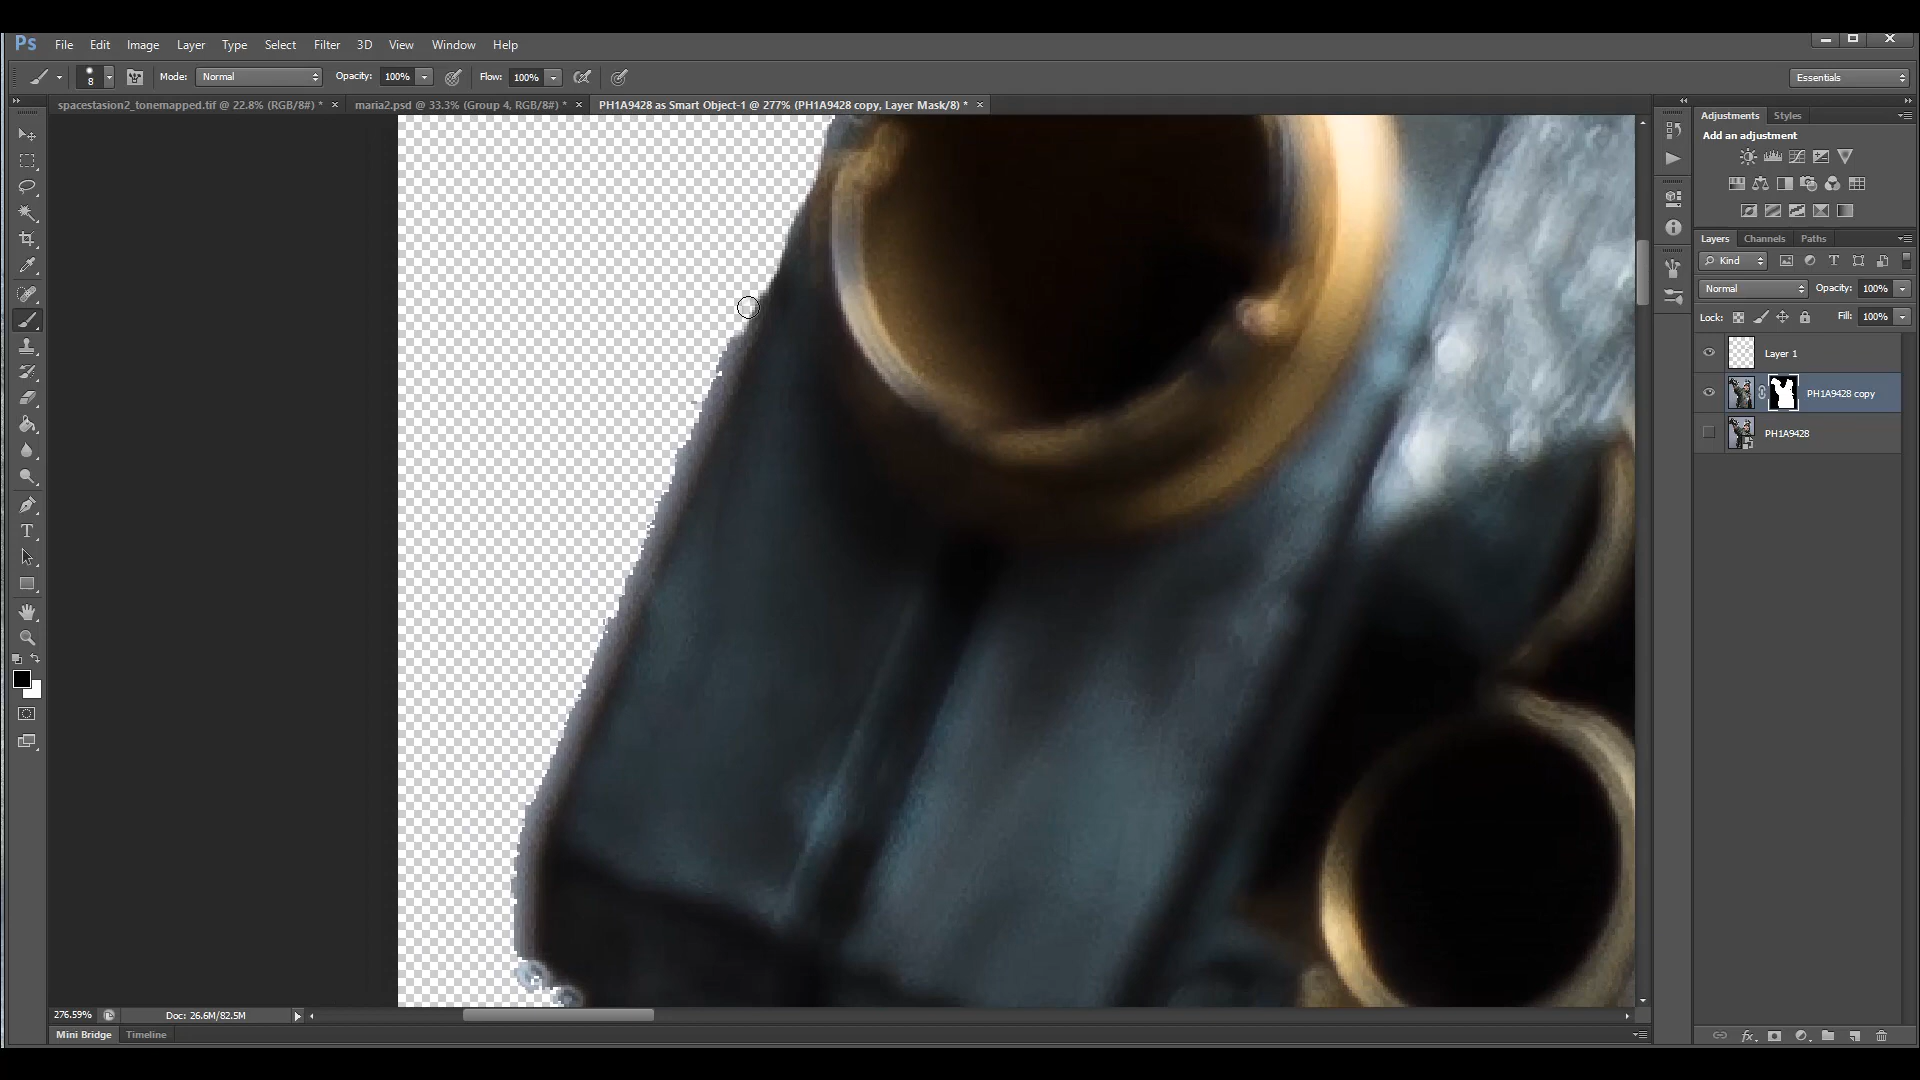 Ps File Edit Image Layer Type Select Filter 3D View Window Help
8 Mode: Normal Opacity: 100% Flow: 100% Essentials
spacestasion2_tonemapped.tif @ 22.8% (RGB/8#) * × maria2.psd @ 33.3% (Group 4, RGB/8#) * × PH1A9428 as Smart Object-1 @ 277% (PH1A9428 copy, Layer Mask/8) * ×
Adjustments Styles
Add an adjustment
Layers Channels Paths
Kind
Normal Opacity: 100%
Lock: Fill: 100%
Layer 1
PH1A9428 copy
PH1A9428
276.59% Doc: 26.6M/82.5M
Mini Bridge Timeline